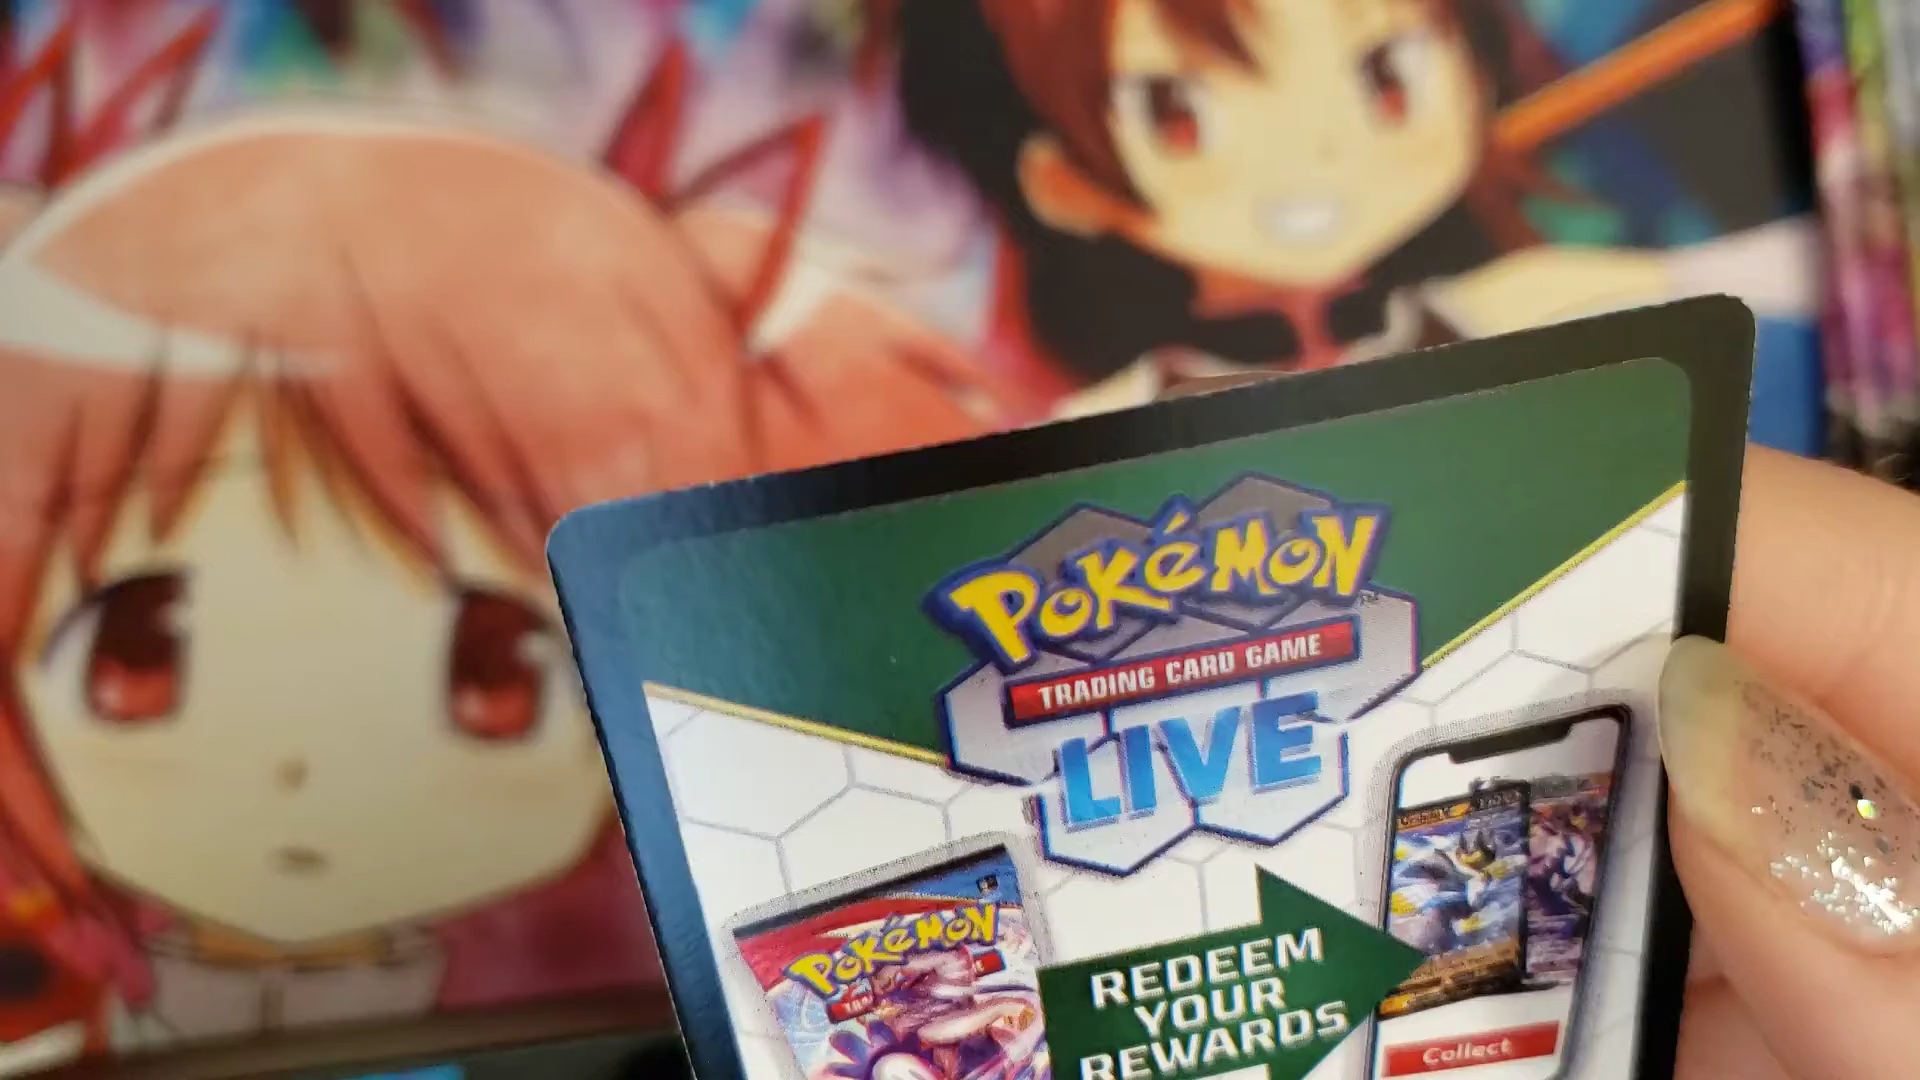 POKéMON
TRADING CARD GAME
LIVE
POKéMON
REDEEM
YOUR
REWARDS
Collect